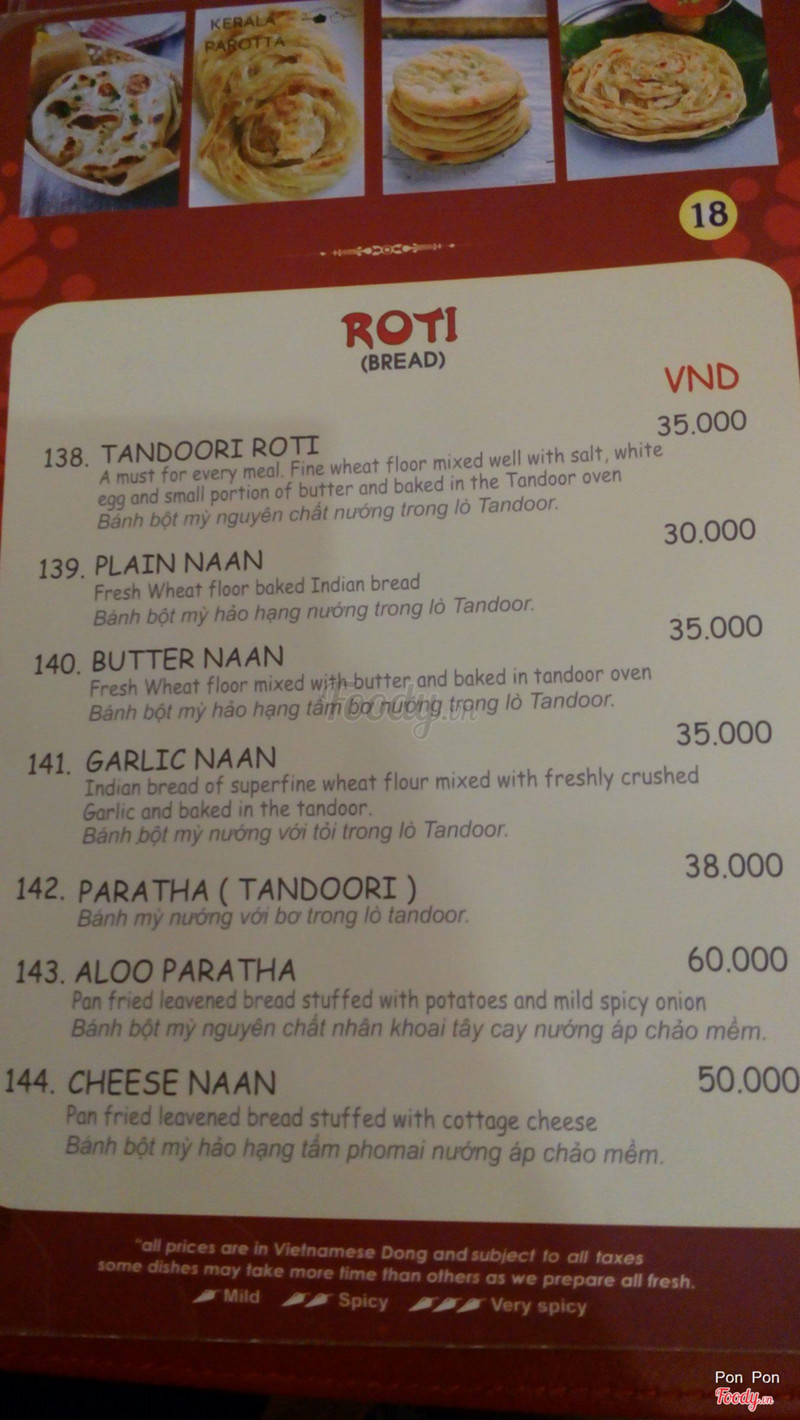 KERALA
PAROTTA
18
ROTI
(BREAD)
VND
138. TANDOORI ROTI 35.000
A must for every meal. Fine wheat floor mixed well with salt, white
egg and small portion of butter and baked in the Tandoor oven
Bánh bột mỳ nguyên chất nướng trong lò Tandoor.
139. PLAIN NAAN 30.000
Fresh Wheat floor baked Indian bread
Bánh bột mỳ hảo hạng nướng trong lò Tandoor.
140. BUTTER NAAN 35.000
Fresh Wheat floor mixed with butter and baked in tandoor oven
Bánh bột mỳ hảo hạng tẩm bơ nướng trong lò Tandoor.
Foody.vn
141. GARLIC NAAN 35.000
Indian bread of superfine wheat flour mixed with freshly crushed
Garlic and baked in the tandoor.
Bánh bột mỳ nướng với tỏi trong lò Tandoor.
142. PARATHA ( TANDOORI ) 38.000
Bánh mỳ nướng với bơ trong lò tandoor.
143. ALOO PARATHA 60.000
Pan fried leavened bread stuffed with potatoes and mild spicy onion
Bánh bột mỳ nguyên chất nhân khoai tây cay nướng áp chảo mềm.
144. CHEESE NAAN 50.000
Pan fried leavened bread stuffed with cottage cheese
Bánh bột mỳ hảo hạng tẩm phomai nướng áp chảo mềm.
"all prices are in Vietnamese Dong and subject to all taxes
some dishes may take more time than others as we prepare all fresh.
Mild Spicy Very spicy
Pon Pon
Foody.vn